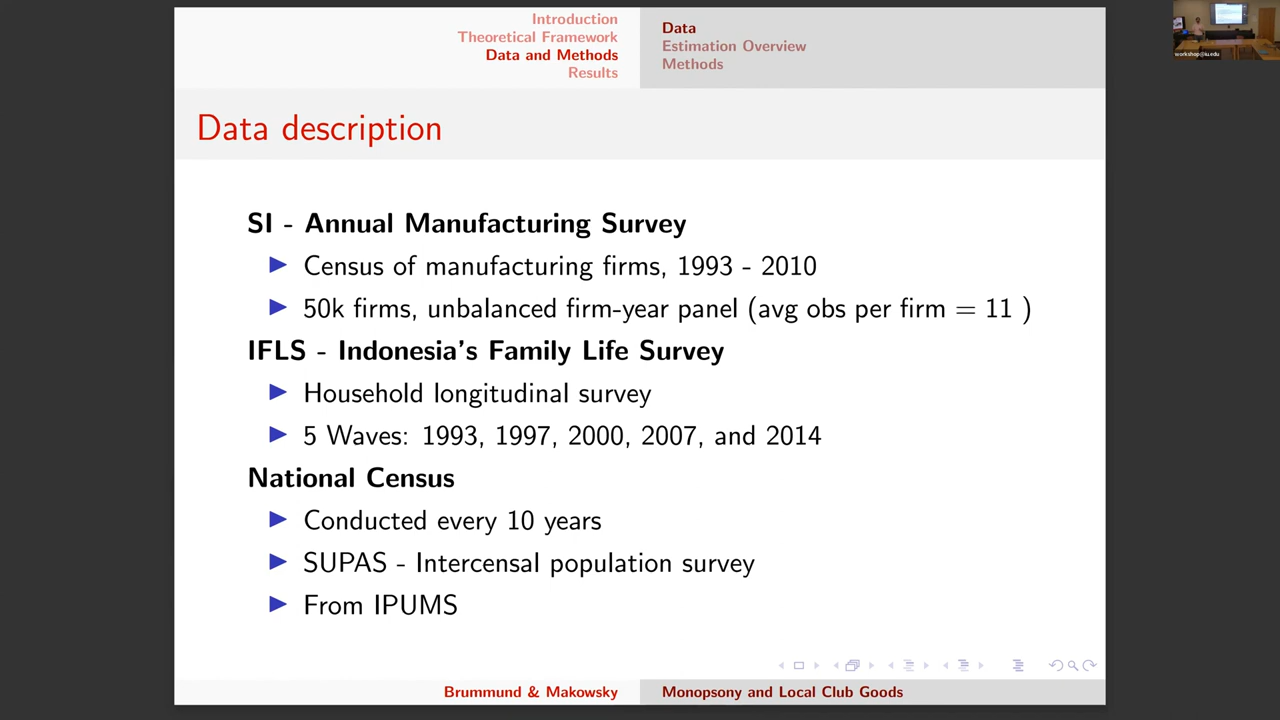 Introduction
Theoretical Framework
Data and Methods
Results
Data
Estimation Overview
Methods
Data description
SI - Annual Manufacturing Survey
Census of manufacturing firms, 1993 - 2010
50k firms, unbalanced firm-year panel (avg obs per firm = 11 )
IFLS - Indonesia's Family Life Survey
Household longitudinal survey
5 Waves: 1993, 1997, 2000, 2007, and 2014
National Census
Conducted every 10 years
SUPAS - Intercensal population survey
From IPUMS
Brummund & Makowsky
Monopsony and Local Club Goods
workshop@iu.edu